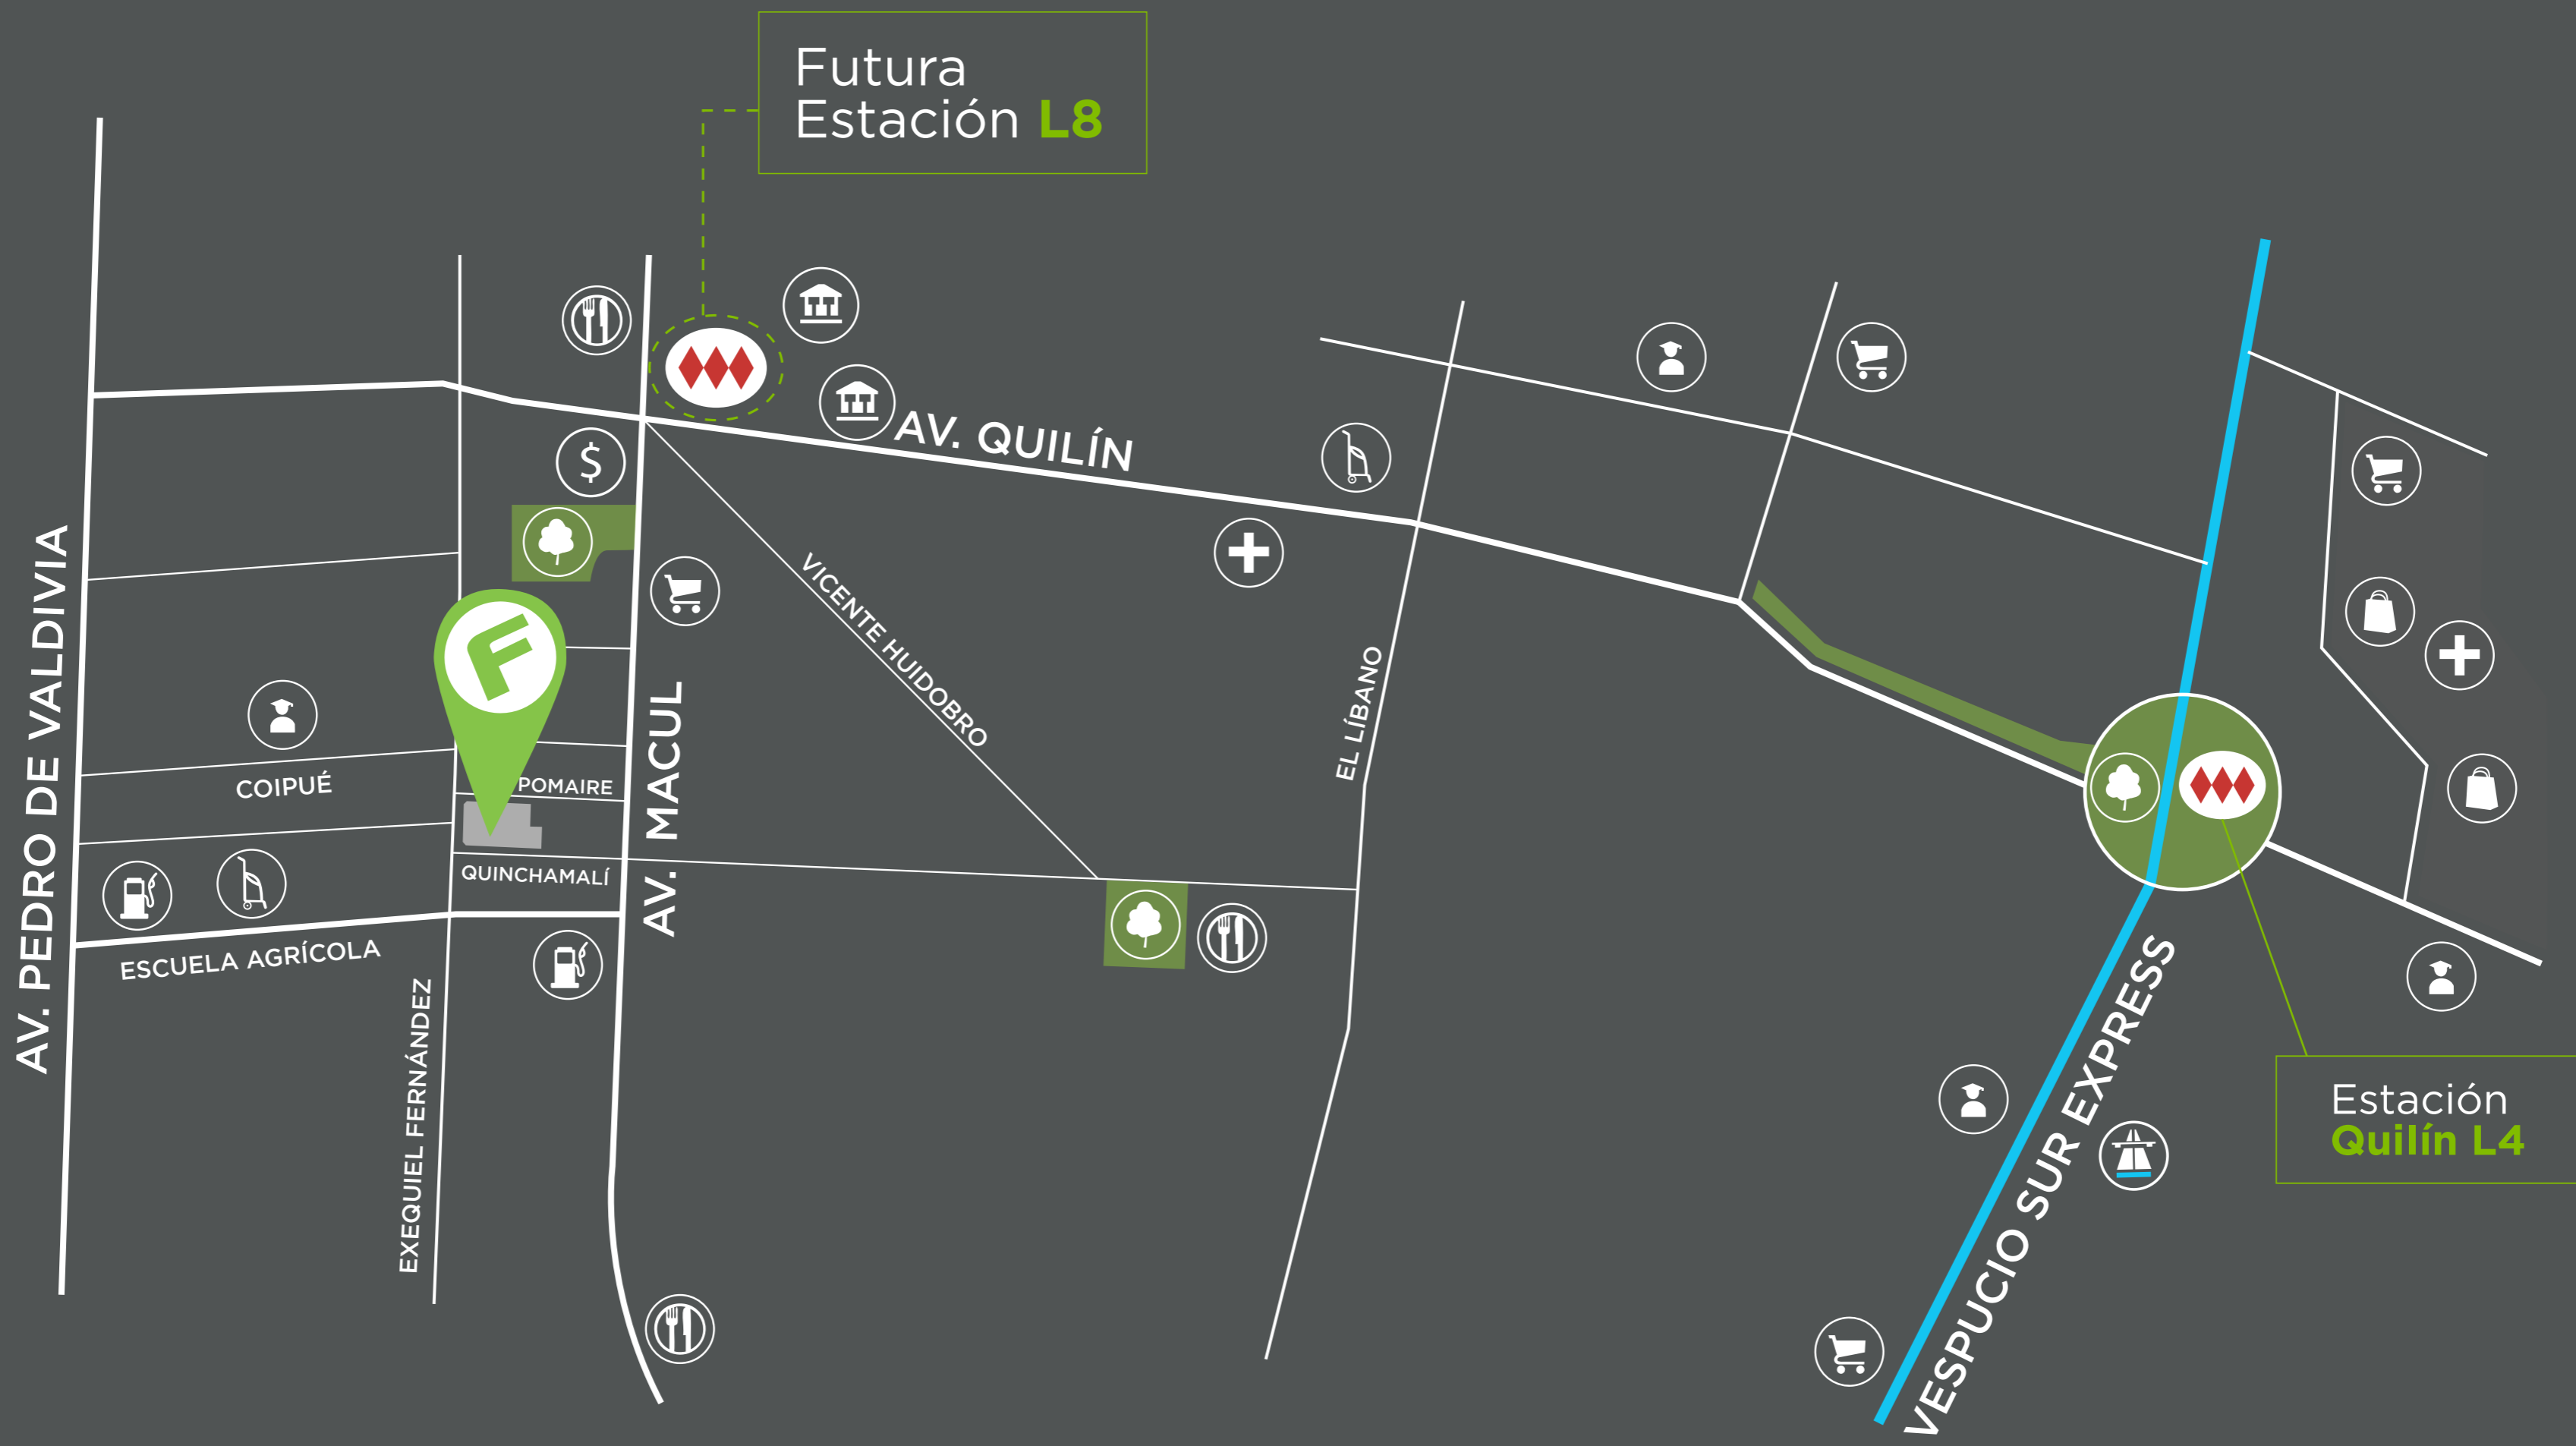 Futura
Estación L8
AV. QUILÍN
$
AV. PEDRO DE VALDIVIA
VICENTE HUIDOBRO
F
EL LÍBANO
AV. MACUL
COIPUÉ
POMAIRE
QUINCHAMALÍ
ESCUELA AGRÍCOLA
EXEQUIEL FERNÁNDEZ
VESPUCIO SUR EXPRESS
Estación
Quilín L4